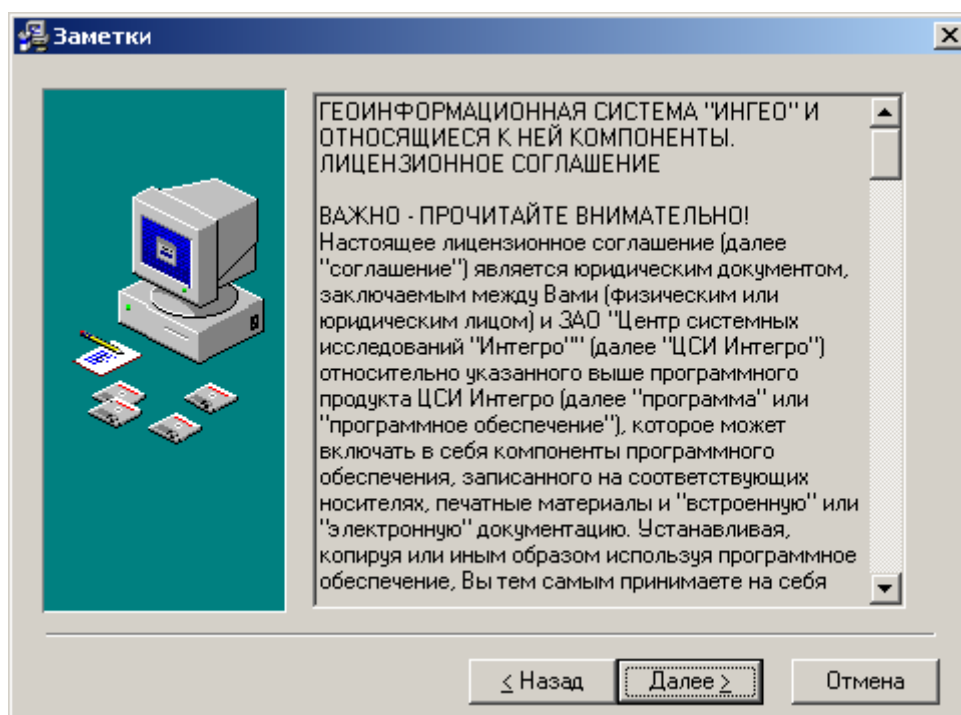 Заметки
ГЕОИНФОРМАЦИОННАЯ СИСТЕМА "ИНГЕО" И
ОТНОСЯЩИЕСЯ К НЕЙ КОМПОНЕНТЫ.
ЛИЦЕНЗИОННОЕ СОГЛАШЕНИЕ
ВАЖНО - ПРОЧИТАЙТЕ ВНИМАТЕЛЬНО!
Настоящее лицензионное соглашение (далее
"соглашение") является юридическим документом,
заключаемым между Вами (физическим или
юридическим лицом) и ЗАО "Центр системных
исследований "Интегро"" (далее "ЦСИ Интегро")
относительно указанного выше программного
продукта ЦСИ Интегро (далее "программа" или
"программное обеспечение"), которое может
включать в себя компоненты программного
обеспечения, записанного на соответствующих
носителях, печатные материалы и "встроенную" или
"электронную" документацию. Устанавливая,
копируя или иным образом используя программное
обеспечение, Вы тем самым принимаете на себя
< Назад Далее > Отмена